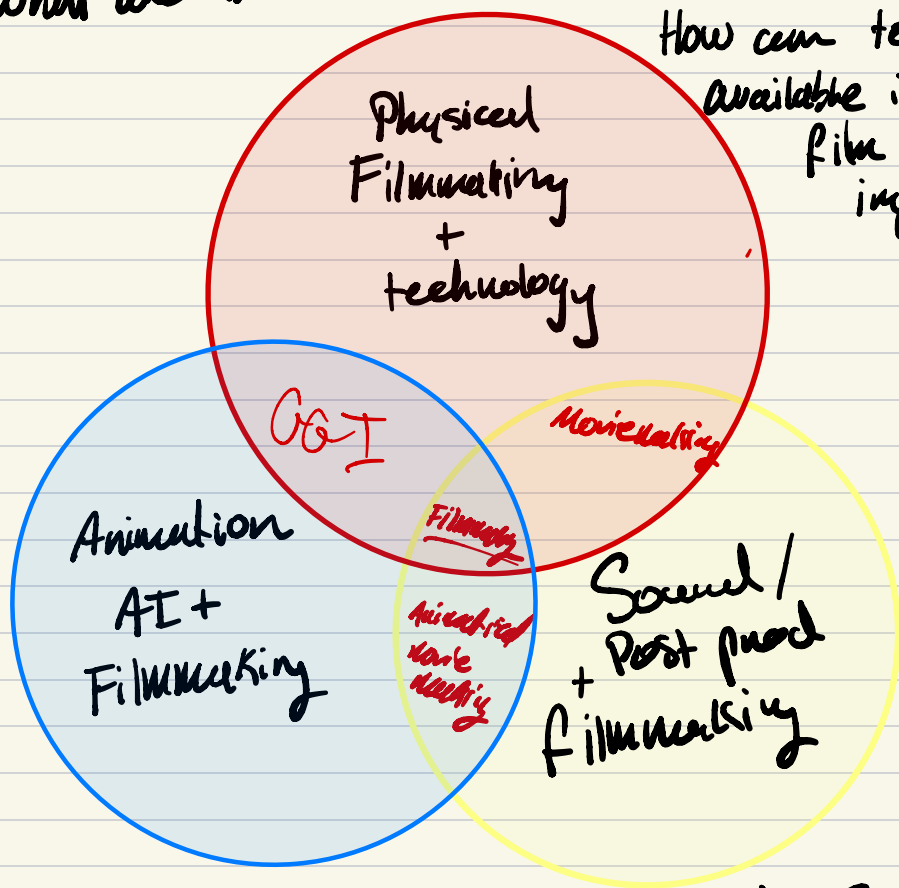 How can te
available i
film
im
Physical
Filmmaking
+
technology
CGI
Moviemaking
Filmmaking
Animation
AI +
Filmmaking
Animated
movie
making
Sound /
+ Post prod
filmmaking